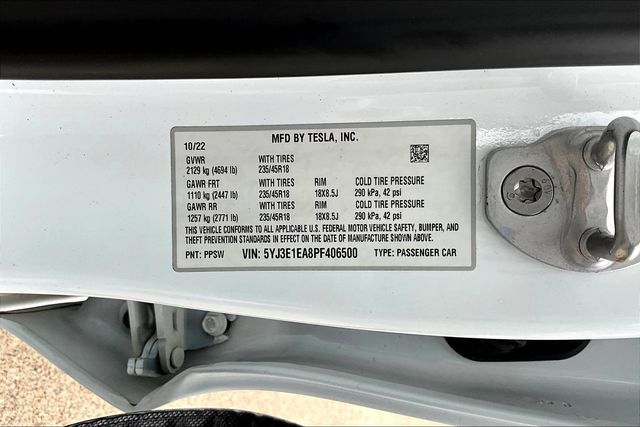 MFD BY TESLA, INC.
10/22
GVWR WITH TIRES
2129 kg (4694 lb) 235/45R18
GAWR FRT WITH TIRES RIM COLD TIRE PRESSURE
1110 kg (2447 lb) 235/45R18 18X8.5J 290 kPa, 42 psi
GAWR RR WITH TIRES RIM COLD TIRE PRESSURE
1257 kg (2771 lb) 235/45R18 18X8.5J 290 kPa, 42 psi
THIS VEHICLE CONFORMS TO ALL APPLICABLE U.S. FEDERAL MOTOR VEHICLE SAFETY, BUMPER, AND
THEFT PREVENTION STANDARDS IN EFFECT ON THE DATE OF MANUFACTURE SHOWN ABOVE.
PNT: PPSW VIN: 5YJ3E1EA8PF406500 TYPE: PASSENGER CAR